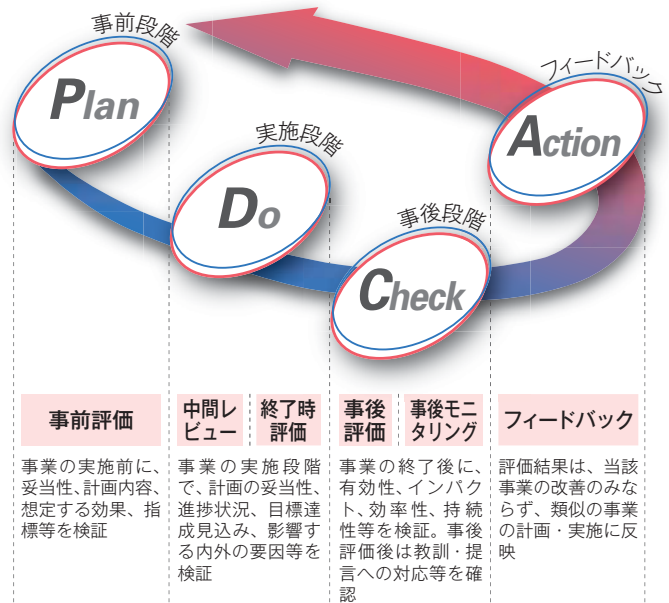 事前段階
Plan
実施段階
Do
事後段階
Check
フィードバック
Action
事前評価
事業の実施前に、
妥当性、計画内容、
想定する効果、指
標等を検証
中間レ
ビュー
終了時
評価
事業の実施段階
で、計画の妥当性、
進捗状況、目標達
成見込み、影響す
る内外の要因等を
検証
事後
評価
事後モニ
タリング
事業の終了後に、
有効性、インパク
ト、効率性、持続
性等を検証。事後
評価後は教訓・提
言への対応等を確
認
フィードバック
評価結果は、当該
事業の改善のみな
らず、類似の事業
の計画・実施に反
映